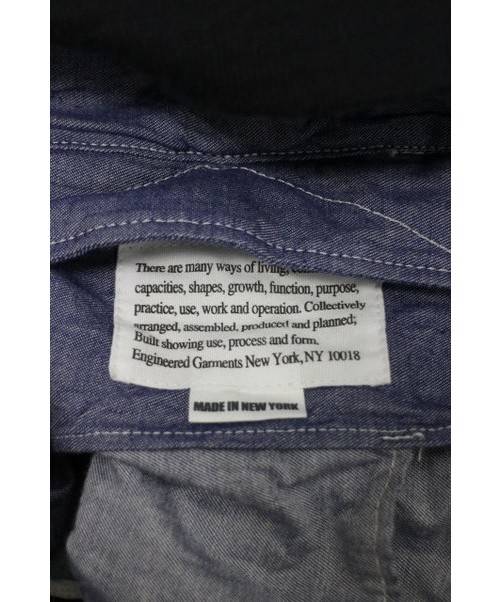 There are many ways of living,
capacities, shapes, growth, function, purpose,
practice, use, work and operation. Collectively
arranged, assembled, produced and planned;
Built showing use, process and form.
Engineered Garments New York, NY 10018
MADE IN NEW YORK